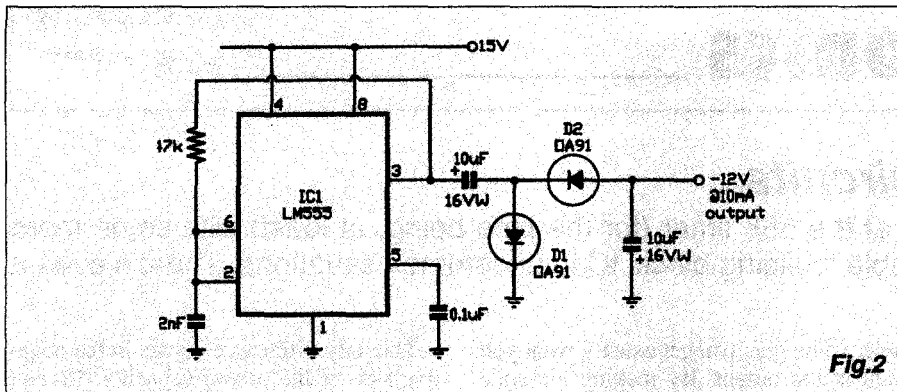 15V
4
8
47k
3
10uF
16VW
D2
OA91
-12V
@10mA
output
IC1
LM555
6
2
5
D1
OA91
10uF
16VW
2nF
0.1uF
1
Fig.2